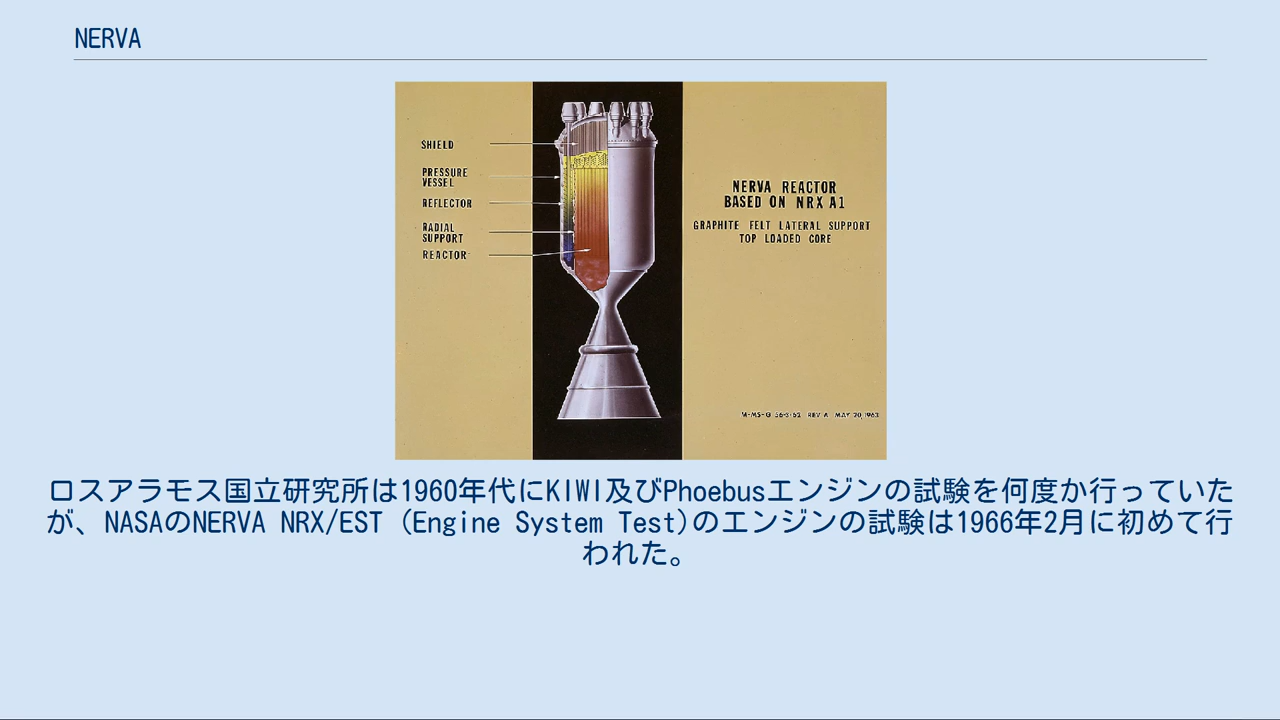 NERVA
SHIELD
PRESSURE
VESSEL
REFLECTOR
RADIAL
SUPPORT
REACTOR
NERVA REACTOR
BASED ON NRX A1
GRAPHITE FELT LATERAL SUPPORT
TOP LOADED CORE
REV A MAY 20,1963
ロスアラモス国立研究所は1960年代にKIWI及びPhoebusエンジンの試験を何度か行っていた
が、NASAのNERVA NRX/EST (Engine System Test)のエンジンの試験は1966年2月に初めて行
われた。